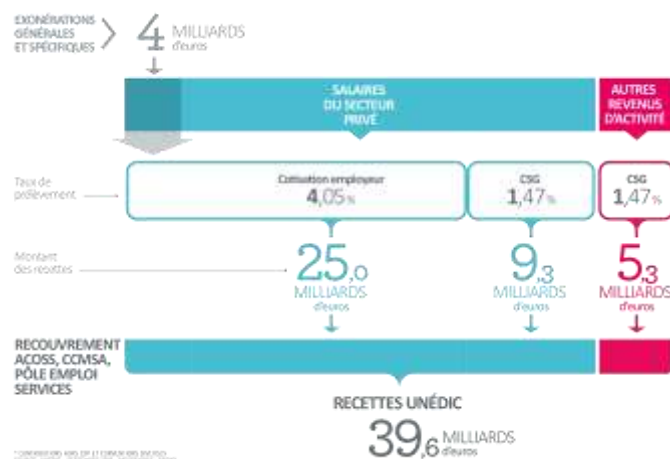 EXONÉRATIONS
GÉNÉRALES
ET SPÉCIFIQUES
4 MILLIARDS
d'euros
SALAIRES
DU SECTEUR
PRIVÉ
AUTRES
REVENUS
D'ACTIVITÉ
Taux de
prélèvement
Cotisation employeur
4,05%
CSG
1,47%
CSG
1,47%
Montant
des recettes
25,0
MILLIARDS
d'euros
9,3
MILLIARDS
d'euros
5,3
MILLIARDS
d'euros
RECOUVREMENT
ACOSS, CCMSA,
PÔLE EMPLOI
SERVICES
RECETTES UNÉDIC
39,6 MILLIARDS
d'euros